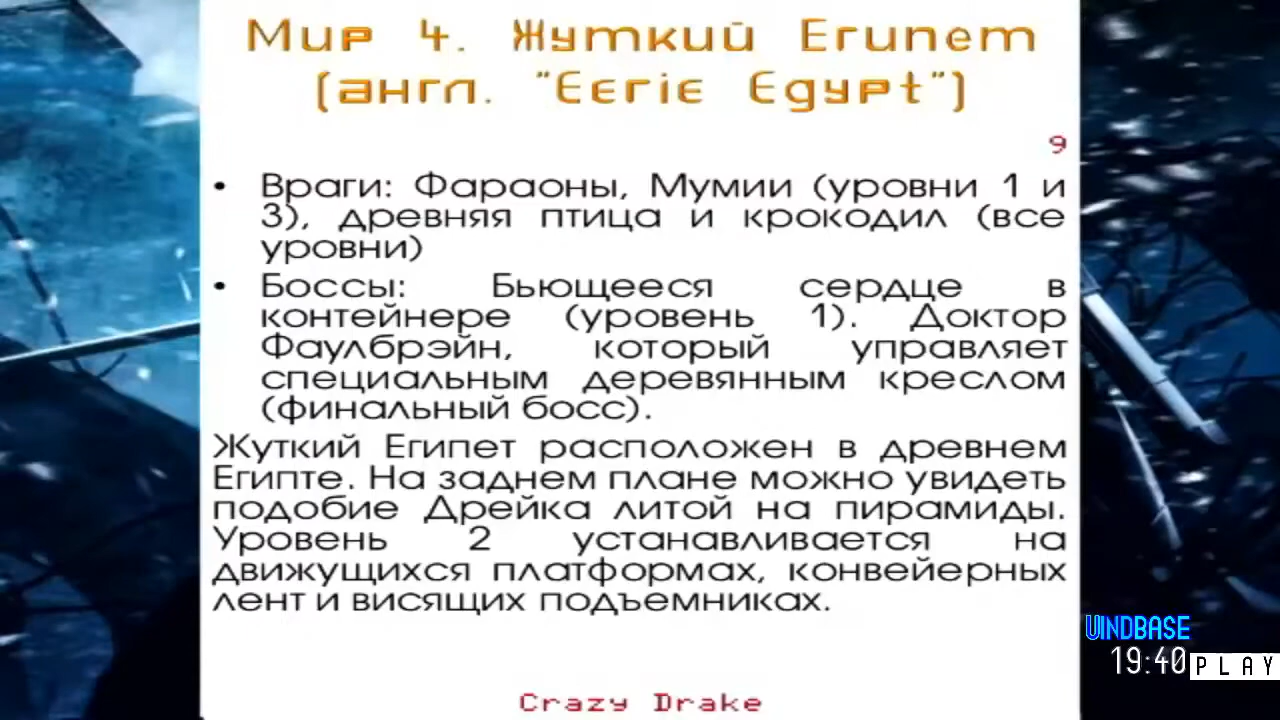 Мир 4. Жуткий Египет
(англ. "Eerie Egypt")
9
• Враги: Фараоны, Мумии (уровни 1 и
3), древняя птица и крокодил (все
уровни)
• Боссы: Бьющееся сердце в
контейнере (уровень 1). Доктор
Фаулбрэйн, который управляет
специальным деревянным креслом
(финальный босс).
Жуткий Египет расположен в древнем
Египте. На заднем плане можно увидеть
подобие Дрейка литой на пирамиды.
Уровень 2 устанавливается на
движущихся платформах, конвейерных
лент и висящих подъемниках.
Crazy Drake
UINDBASE
19:40
PLAY